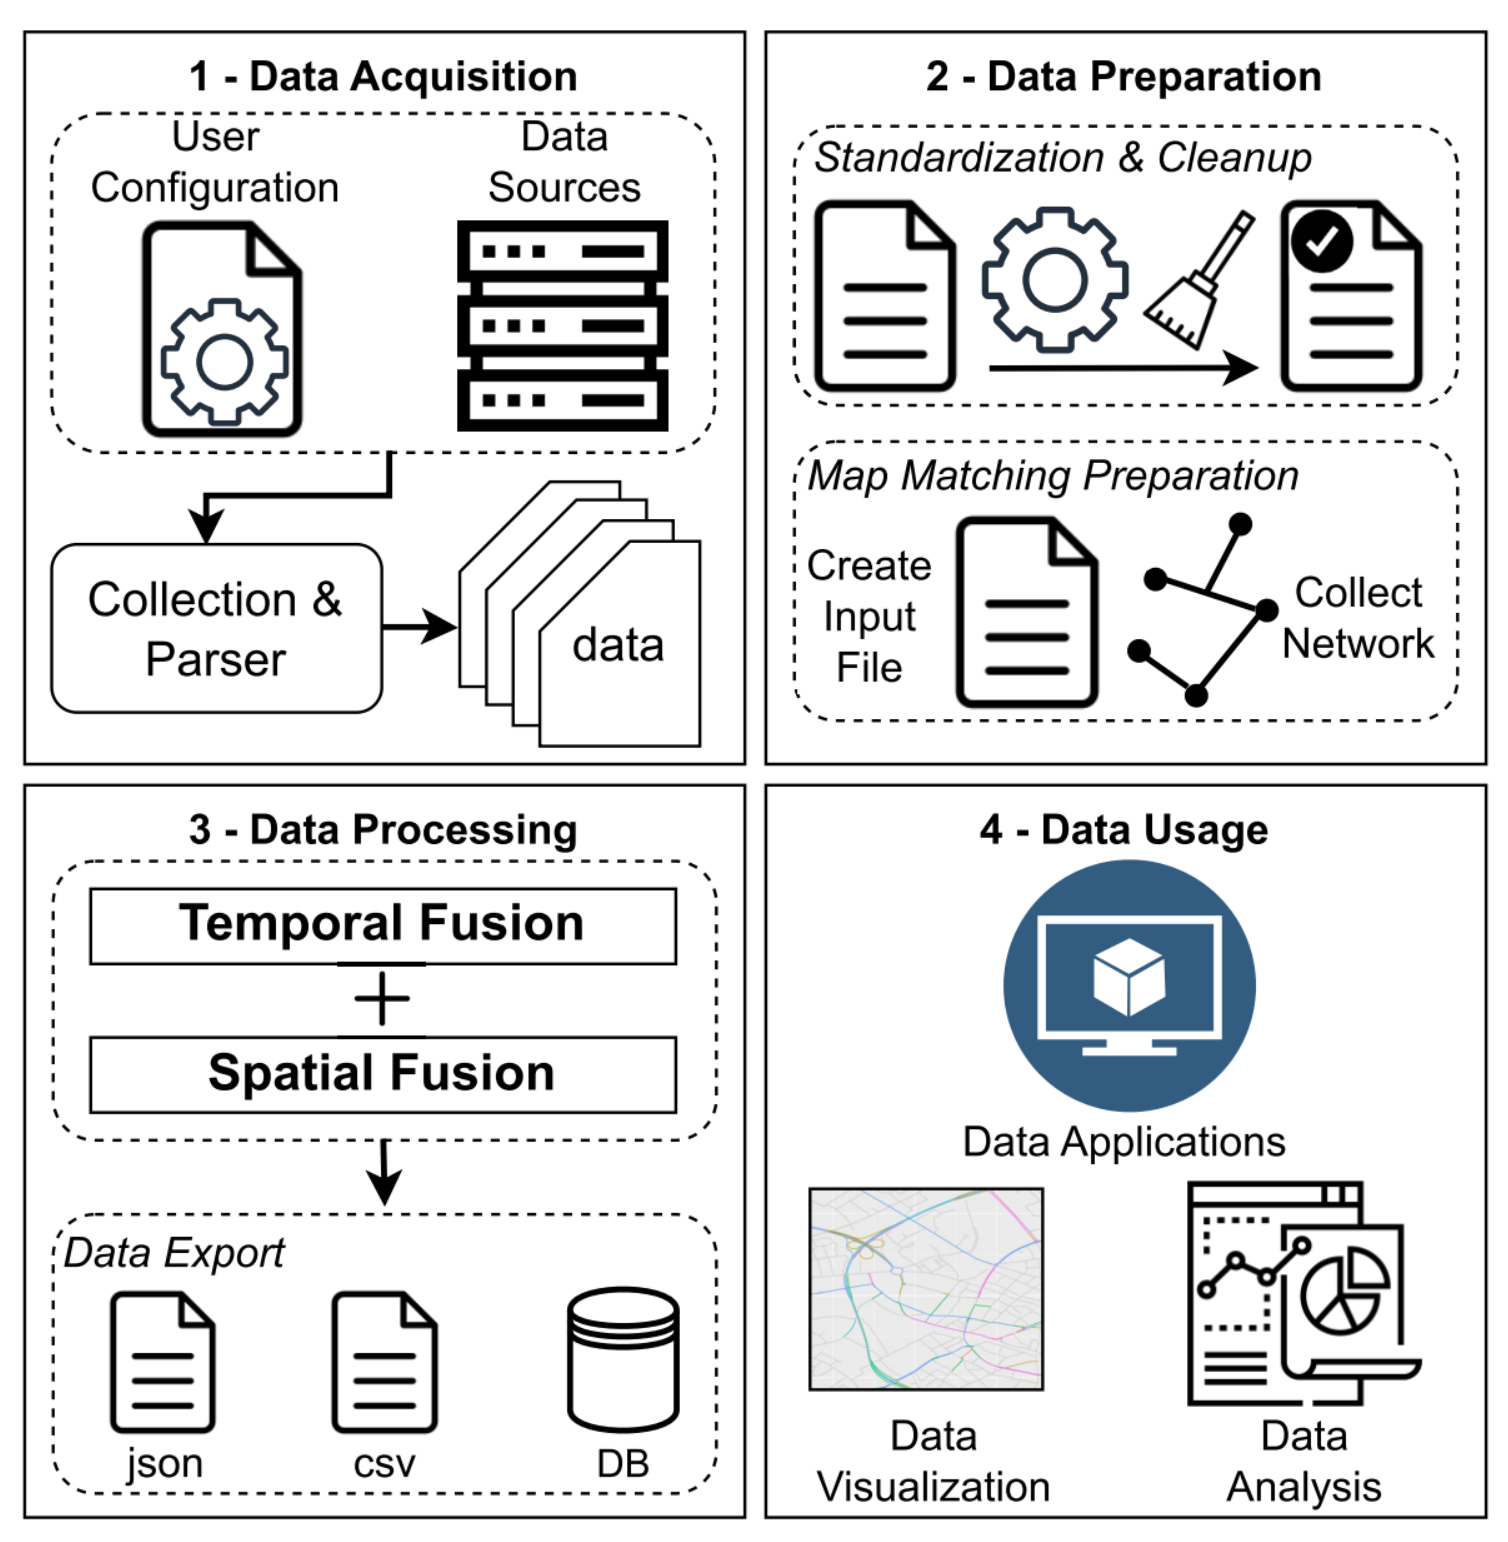 1 - Data Acquisition
User
Configuration
Data
Sources
Collection &
Parser
data
2 - Data Preparation
Standardization & Cleanup
Map Matching Preparation
Create
Input
File
Collect
Network
3 - Data Processing
Temporal Fusion
+
Spatial Fusion
Data Export
json
csv
DB
4 - Data Usage
Data Applications
Data
Visualization
Data
Analysis